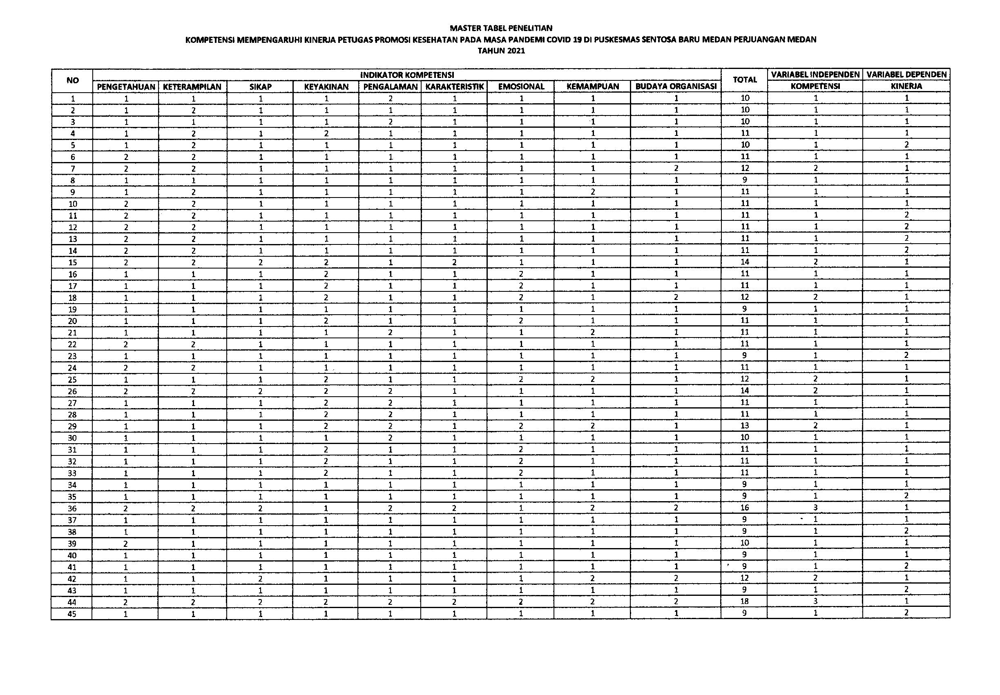 MASTER TABEL PENELITIAN
KOMPETENSI MEMPENGARUHI KINERJA PETUGAS PROMOSI KESEHATAN PADA MASA PANDEMI COVID 19 DI PUSKESMAS SENTOSA BARU MEDAN PERJUANGAN MEDAN
TAHUN 2021
NO INDIKATOR KOMPETENSI TOTAL VARIABEL INDEPENDEN VARIABEL DEPENDEN
PENGETAHUAN KETERAMPILAN SIKAP KEYAKINAN PENGALAMAN KARAKTERISTIK EMOSIONAL KEMAMPUAN BUDAYA ORGANISASI KOMPETENSI KINERJA
1 1 1 1 1 2 1 1 1 1 10 1 1
2 1 2 1 1 1 1 1 1 1 10 1 1
3 1 1 1 1 2 1 1 1 1 10 1 1
4 1 2 1 2 1 1 1 1 1 11 1 1
5 1 2 1 1 1 1 1 1 1 10 1 2
6 2 2 1 1 1 1 1 1 1 11 1 1
7 2 2 1 1 1 1 1 1 2 12 2 1
8 1 1 1 1 1 1 1 1 1 9 1 1
9 1 2 1 1 1 1 1 2 1 11 1 1
10 2 2 1 1 1 1 1 1 1 11 1 1
11 2 2 1 1 1 1 1 1 1 11 1 2
12 2 2 1 1 1 1 1 1 1 11 1 2
13 2 2 1 1 1 1 1 1 1 11 1 2
14 2 2 1 1 1 1 1 1 1 11 1 2
15 2 2 2 2 1 2 1 1 1 14 2 1
16 1 1 1 2 1 1 2 1 1 11 1 1
17 1 1 1 2 1 1 2 1 1 11 1 1
18 1 1 1 2 1 1 2 1 2 12 2 1
19 1 1 1 1 1 1 1 1 1 9 1 1
20 1 1 1 2 1 1 2 1 1 11 1 1
21 1 1 1 1 2 1 1 2 1 11 1 1
22 2 2 1 1 1 1 1 1 1 11 1 1
23 1 1 1 1 1 1 1 1 1 9 1 2
24 2 2 1 1 1 1 1 1 1 11 1 1
25 1 1 1 2 1 1 2 2 1 12 2 1
26 2 2 2 2 2 1 1 1 1 14 2 1
27 1 1 1 2 2 1 1 1 1 11 1 1
28 1 1 1 2 2 1 1 1 1 11 1 1
29 1 1 1 2 2 1 2 2 1 13 2 1
30 1 1 1 1 2 1 1 1 1 10 1 1
31 1 1 1 2 1 1 2 1 1 11 1 1
32 1 1 1 2 1 1 2 1 1 11 1 1
33 1 1 1 2 1 1 2 1 1 11 1 1
34 1 1 1 1 1 1 1 1 1 9 1 1
35 1 1 1 1 1 1 1 1 1 9 1 2
36 2 2 2 1 2 2 1 2 2 16 3 1
37 1 1 1 1 1 1 1 1 1 9 1 1
38 1 1 1 1 1 1 1 1 1 9 1 2
39 2 1 1 1 1 1 1 1 1 10 1 1
40 1 1 1 1 1 1 1 1 1 9 1 1
41 1 1 1 1 1 1 1 1 1 9 1 2
42 1 1 2 1 1 1 1 2 2 12 2 1
43 1 1 1 1 1 1 1 1 1 9 1 2
44 2 2 2 2 2 2 2 2 2 18 3 1
45 1 1 1 1 1 1 1 1 1 9 1 2